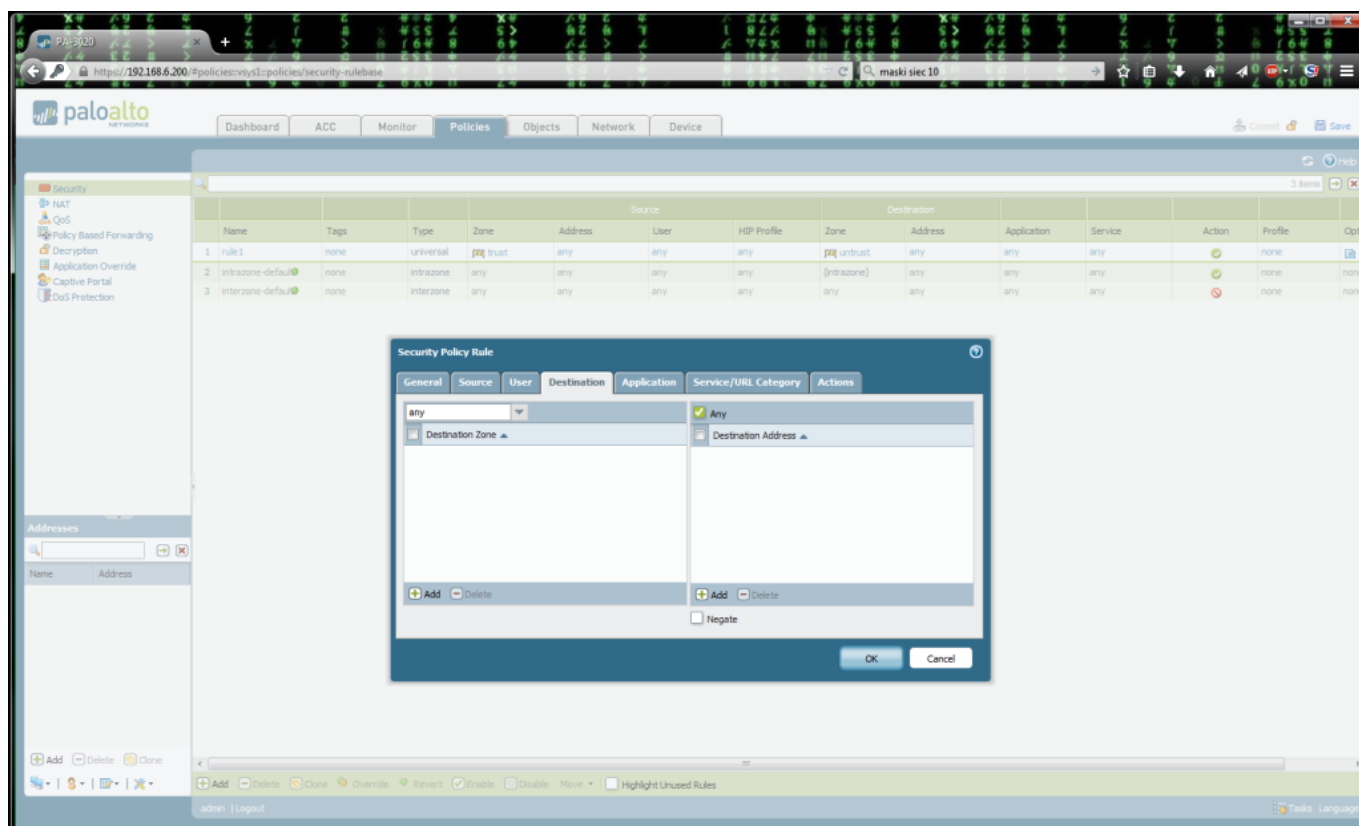 PA-3020
https://192.168.6.200/#policies::vsys1::policies/security-rulebase
maski siec 10
paloalto
NETWORKS
Dashboard ACC Monitor Policies Objects Network Device
Commit Save
Help
3 items
Security
NAT
QoS
Policy Based Forwarding
Decryption
Application Override
Captive Portal
DoS Protection
Source Destination
Name Tags Type Zone Address User HIP Profile Zone Address Application Service Action Profile Opt
1 rule1 none universal trust any any any untrust any any any none
2 intrazone-defaul none intrazone any any any any (intrazone) any any any none non
3 interzone-defaul none interzone any any any any any any any any none non
Security Policy Rule
General Source User Destination Application Service/URL Category Actions
any Any
Destination Zone Destination Address
Add Delete Add Delete
Negate
OK Cancel
Addresses
Name Address
Add Delete Clone
Add Delete Clone Override Revert Enable Disable Move Highlight Unused Rules
admin | Logout Tasks Language